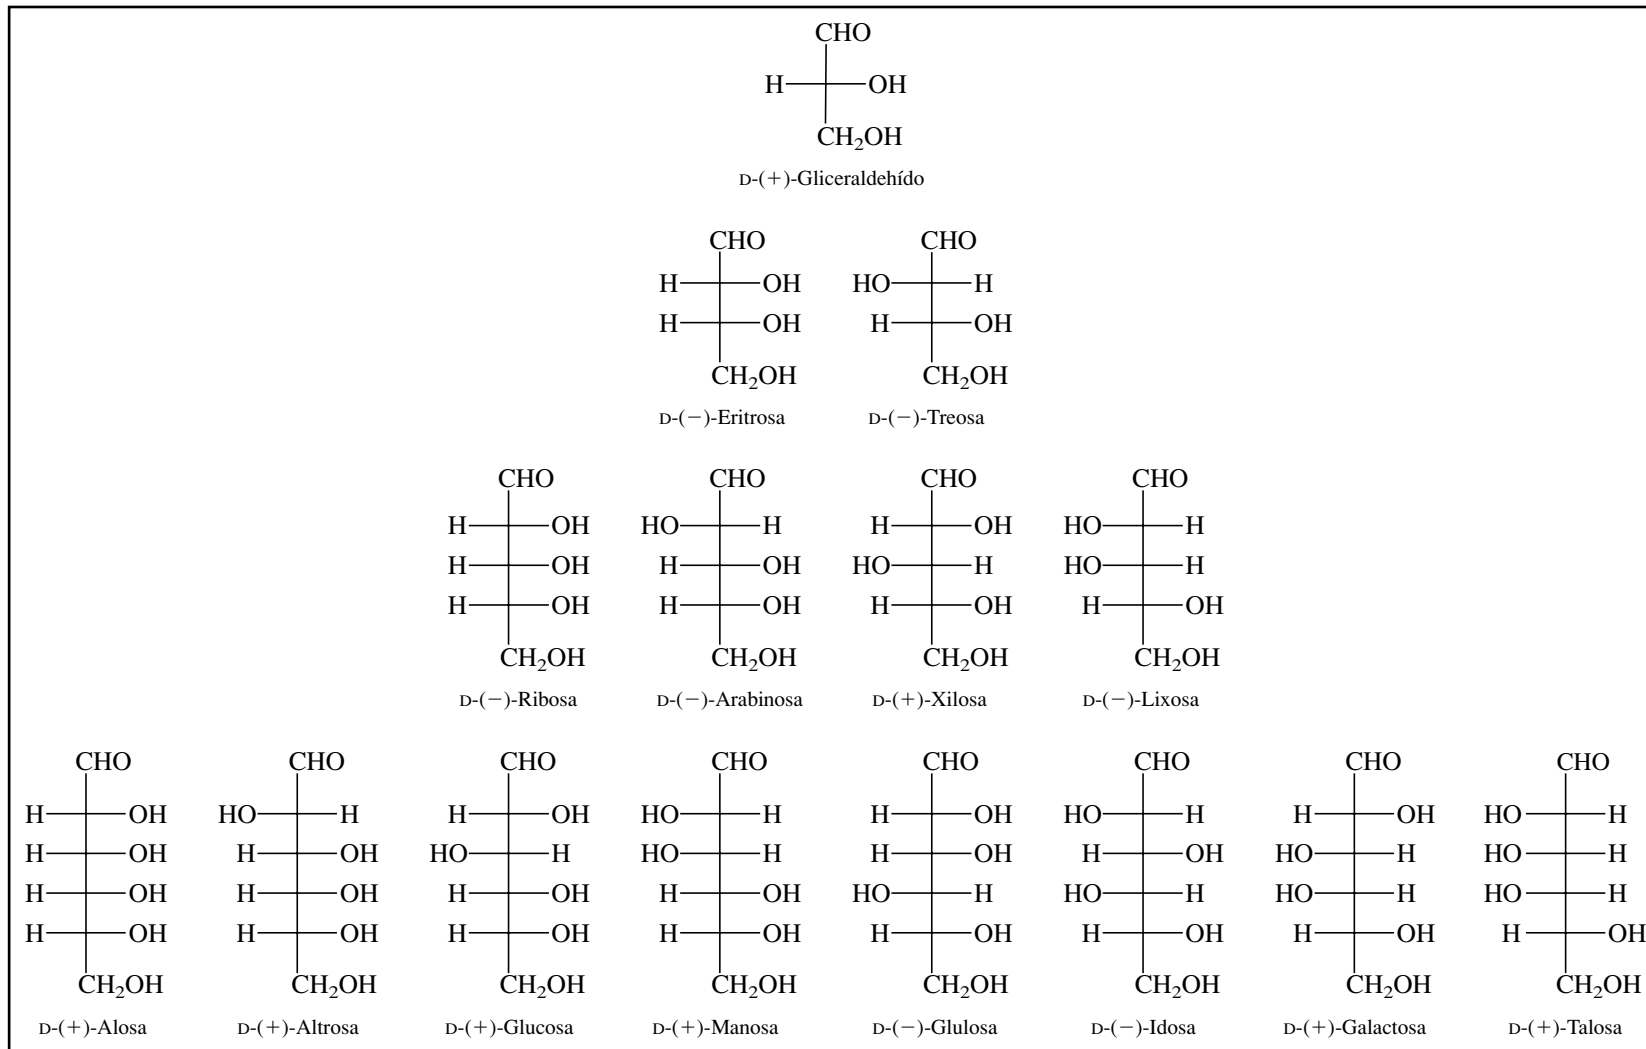 CHO
H OH
CH₂OH
D-(+)-Gliceraldehído
CHO CHO
H OH HO H
H OH H OH
CH₂OH CH₂OH
D-(−)-Eritrosa D-(−)-Treosa
CHO CHO CHO CHO
H OH HO H H OH HO H
H OH H OH HO H HO H
H OH H OH H OH H OH
CH₂OH CH₂OH CH₂OH CH₂OH
D-(−)-Ribosa D-(−)-Arabinosa D-(+)-Xilosa D-(−)-Lixosa
CHO CHO CHO CHO CHO CHO CHO CHO
H OH HO H H OH HO H H OH HO H H OH HO H
H OH H OH HO H HO H H OH H OH HO H HO H
H OH H OH H OH H OH HO H HO H HO H HO H
H OH H OH H OH H OH H OH H OH H OH H OH
CH₂OH CH₂OH CH₂OH CH₂OH CH₂OH CH₂OH CH₂OH CH₂OH
D-(+)-Alosa D-(+)-Altrosa D-(+)-Glucosa D-(+)-Manosa D-(−)-Glulosa D-(−)-Idosa D-(+)-Galactosa D-(+)-Talosa